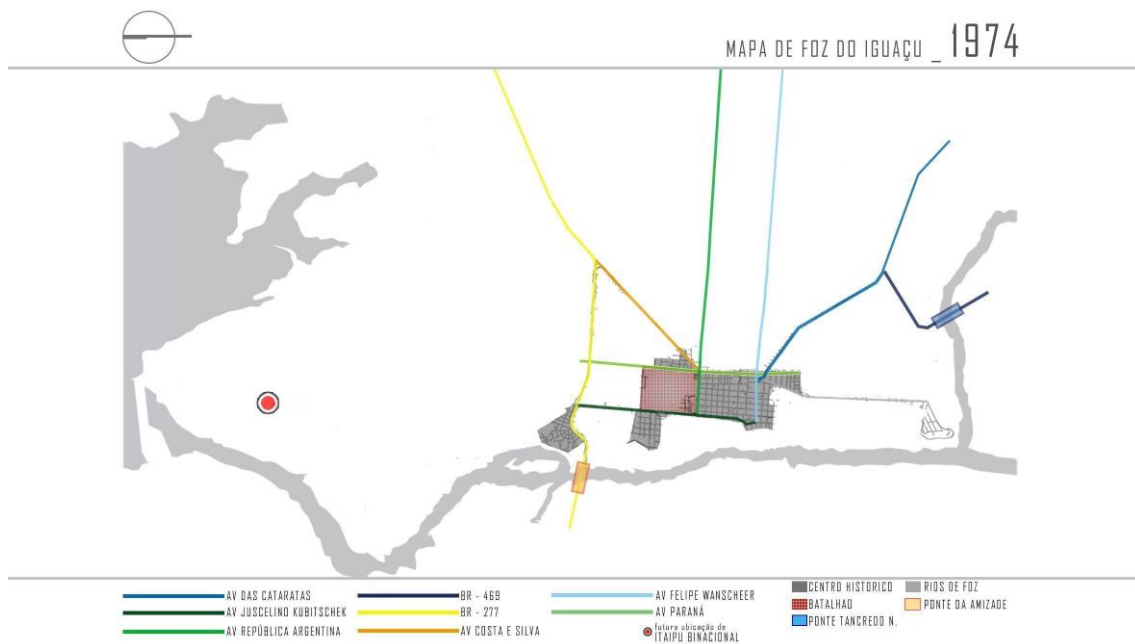 MAPA DE FOZ DO IGUAÇU _ 1974
AV DAS CATARATAS
AV JUSCELINO KUBITSCHEK
AV REPÚBLICA ARGENTINA
BR - 469
BR - 277
AV COSTA E SILVA
AV FELIPE WANSCHEER
AV PARANÁ
futura ubicação de
ITAIPU BINACIONAL
CENTRO HISTORICO
BATALHAO
PONTE TANCREDO N.
RIOS DE FOZ
PONTE DA AMIZADE